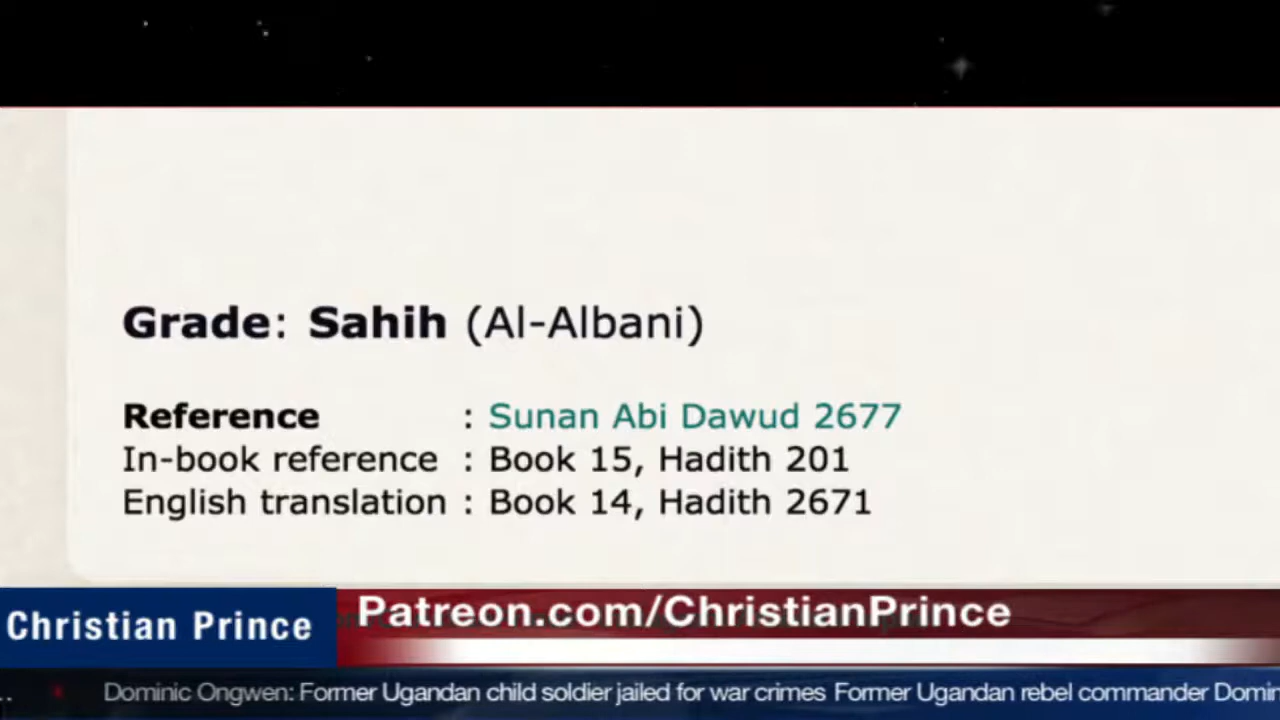 Grade: Sahih (Al-Albani)
Reference : Sunan Abi Dawud 2677
In-book reference : Book 15, Hadith 201
English translation : Book 14, Hadith 2671
Christian Prince
Patreon.com/ChristianPrince
.. Dominic Ongwen: Former Ugandan child soldier jailed for war crimes Former Ugandan rebel commander Domin